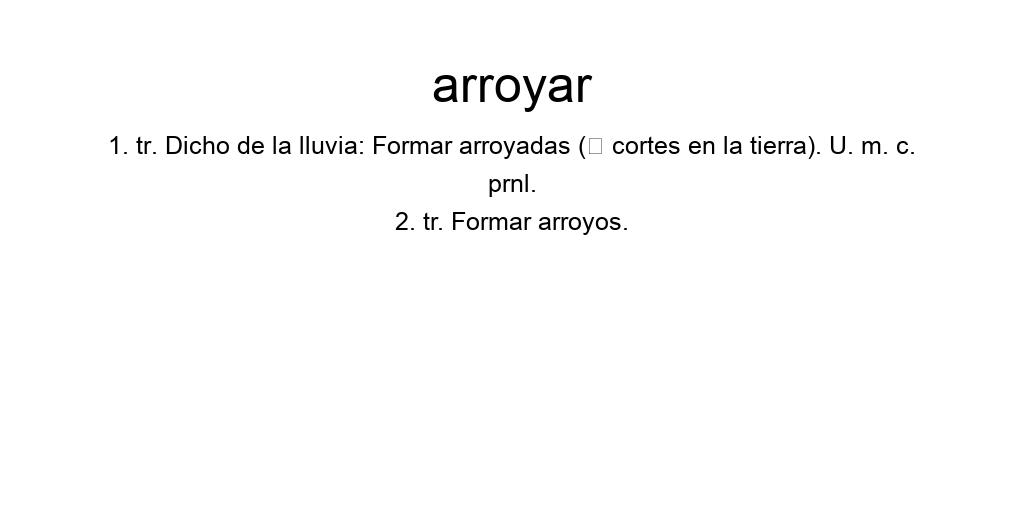 arroyar
1. tr. Dicho de la lluvia: Formar arroyadas (□ cortes en la tierra). U. m. c.
prnl.
2. tr. Formar arroyos.